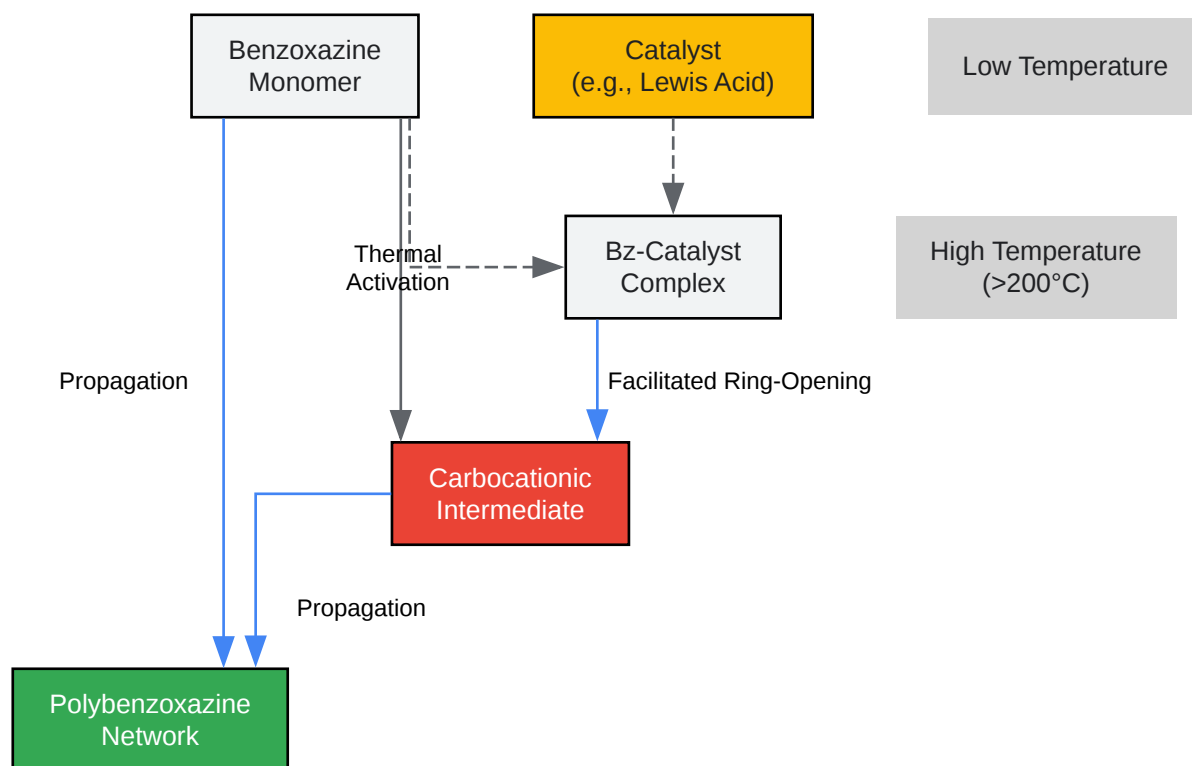 Benzoxazine
Monomer
Catalyst
(e.g., Lewis Acid)
Low Temperature
Thermal
Activation
Bz-Catalyst
Complex
High Temperature
(>200°C)
Propagation
Facilitated Ring-Opening
Carbocationic
Intermediate
Propagation
Polybenzoxazine
Network